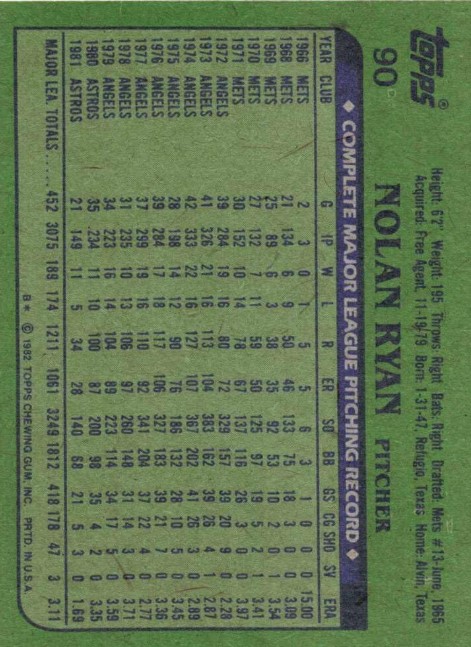 topps®
90
Height: 6'2" Weight: 195 Throws: Right Bats: Right Drafted: Mets #13-June, 1965
Acquired: Free Agent, 11-19-79 Born: 1-31-47, Refugio, Texas Home: Alvin, Texas
NOLAN RYAN PITCHER
◆ COMPLETE MAJOR LEAGUE PITCHING RECORD ◆
YEAR CLUB G IP W L R ER SO BB GS CG SHO SV ERA
1966 METS 2 3 0 1 5 5 6 3 1 0 0 0 15.00
1968 METS 21 134 6 9 50 46 133 75 18 3 0 0 3.09
1969 METS 25 89 6 3 38 35 92 53 10 2 0 1 3.54
1970 METS 27 132 7 11 59 50 125 97 19 5 2 1 3.41
1971 METS 30 152 10 14 78 67 137 116 26 3 0 0 3.97
1972 ANGELS 39 284 19 16 80 72 329 157 39 20 9 0 2.28
1973 ANGELS 41 326 21 16 113 104 383 162 39 26 4 1 2.87
1974 ANGELS 42 333 22 16 127 107 367 202 41 26 3 0 2.89
1975 ANGELS 28 198 14 12 90 76 186 132 28 10 5 0 3.45
1976 ANGELS 39 284 17 18 117 106 327 183 39 21 7 0 3.36
1977 ANGELS 37 299 19 16 110 92 341 204 37 22 4 0 2.77
1978 ANGELS 31 235 10 13 106 97 260 148 31 14 3 0 3.71
1979 ANGELS 34 223 16 14 104 89 223 114 34 17 5 0 3.59
1980 ASTROS 35 234 11 10 100 87 200 98 35 4 2 0 3.35
1981 ASTROS 21 149 11 5 34 28 140 68 21 5 3 0 1.69
MAJOR LEA. TOTALS..... 452 3075 189 174 1211 1061 3249 1812 418 178 47 3 3.11
B* © 1982 TOPPS CHEWING GUM, INC. PRTD. IN U.S.A.